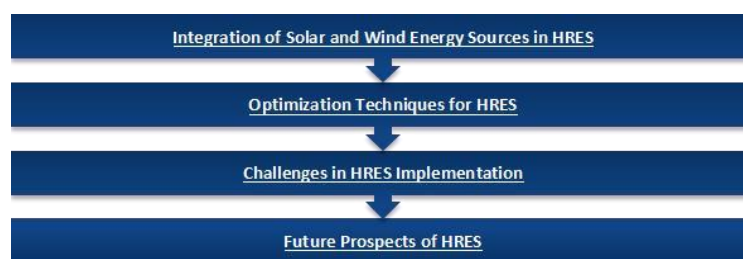 Integration of Solar and Wind Energy Sources in HRES
Optimization Techniques for HRES
Challenges in HRES Implementation
Future Prospects of HRES